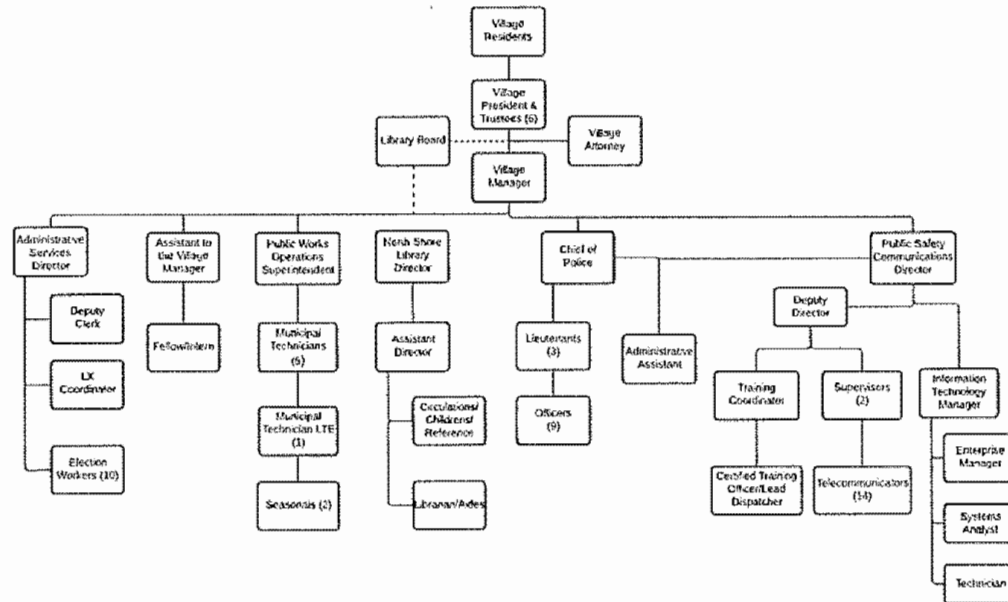 Village
Residents
Village
President &
Trustees (6)
Library Board
Village
Attorney
Village
Manager
Administrative
Services
Director
Assistant to
the Village
Manager
Public Works
Operations
Superintendent
North Shore
Library
Director
Chief of
Police
Public Safety
Communications
Director
Deputy
Clerk
LX
Coordinator
Election
Workers (10)
Fellow/Intern
Municipal
Technicians
Municipal
Technician LTE
(1)
Seasonals (2)
Assistant
Director
Circulations/
Childrens/
Reference
Librarian/Aides
Lieutenants
(3)
Officers
(9)
Administrative
Assistant
Deputy
Director
Training
Coordinator
Certified Training
Officer/Lead
Dispatcher
Supervisors
(2)
Telecommunicators
(14)
Information
Technology
Manager
Enterprise
Manager
Systems
Analyst
Technician